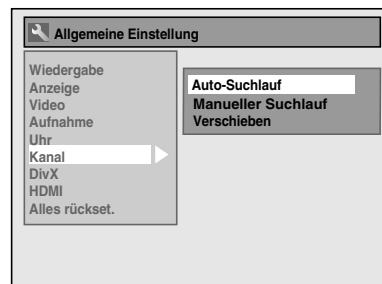 Allgemeine Einstellung
Wiedergabe
Anzeige
Video
Aufnahme
Uhr
Kanal
DivX
HDMI
Alles rückset.
Auto-Suchlauf
Manueller Suchlauf
Verschieben